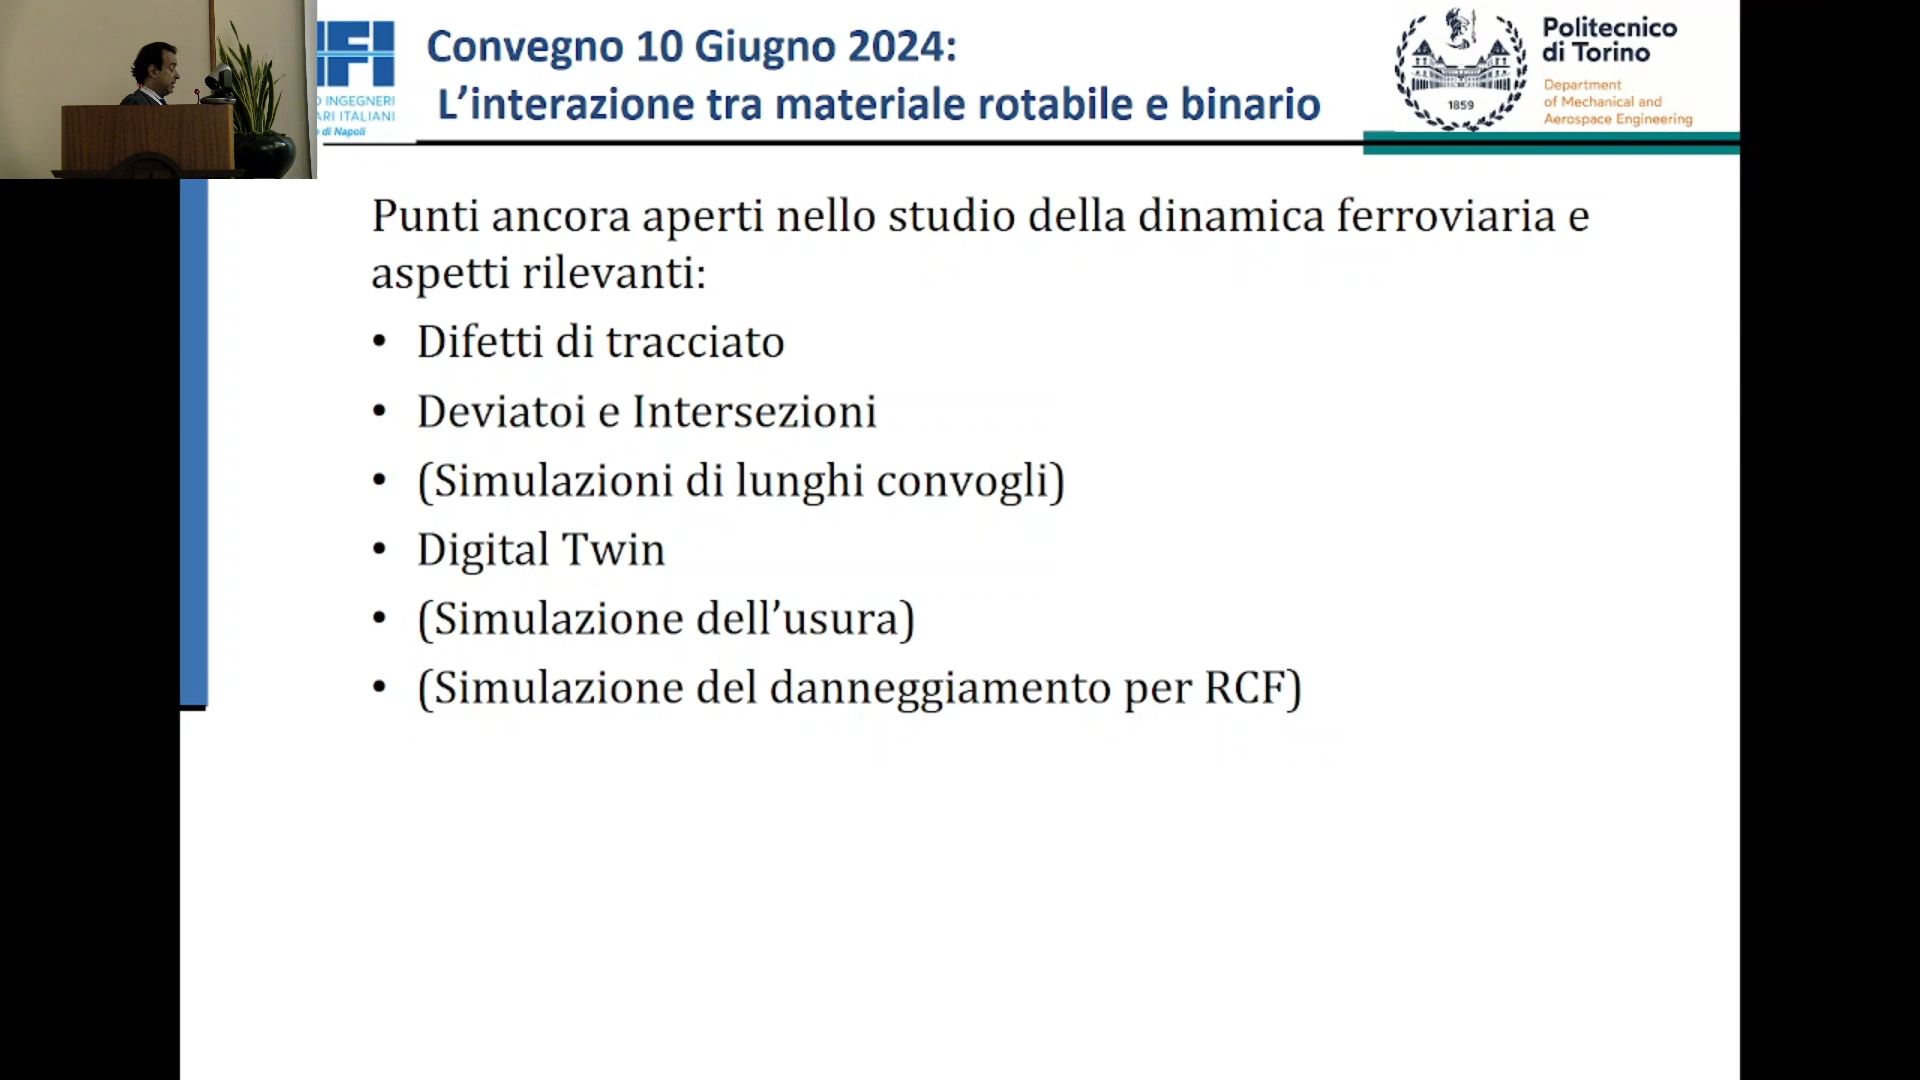 Convegno 10 Giugno 2024:
L’interazione tra materiale rotabile e binario
FI
INGEGNERI
ARI ITALIANI
di Napoli
1859
Politecnico
di Torino
Department
of Mechanical and
Aerospace Engineering
Punti ancora aperti nello studio della dinamica ferroviaria e
aspetti rilevanti:
• Difetti di tracciato
• Deviatoi e Intersezioni
• (Simulazioni di lunghi convogli)
• Digital Twin
• (Simulazione dell’usura)
• (Simulazione del danneggiamento per RCF)